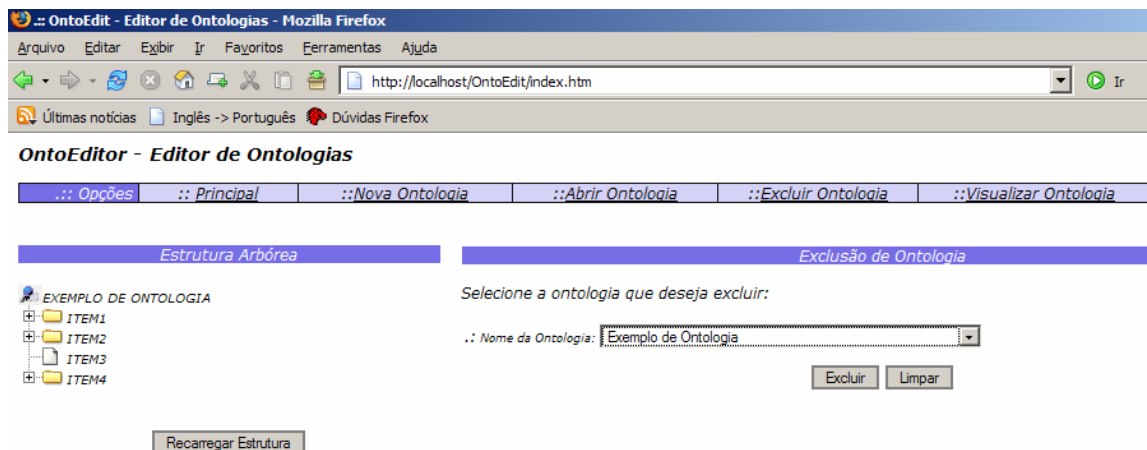 .:: OntoEdit - Editor de Ontologias - Mozilla Firefox
Arquivo Editar Exibir Ir Favoritos Ferramentas Ajuda
http://localhost/OntoEdit/index.htm Ir
Últimas notícias Inglês -> Português Dúvidas Firefox
OntoEditor - Editor de Ontologias
.:: Opções :: Principal ::Nova Ontologia ::Abrir Ontologia ::Excluir Ontologia ::Visualizar Ontologia
Estrutura Arbórea
EXEMPLO DE ONTOLOGIA
ITEM1
ITEM2
ITEM3
ITEM4
Recarregar Estrutura
Exclusão de Ontologia
Selecione a ontologia que deseja excluir:
.: Nome da Ontologia: Exemplo de Ontologia
Excluir Limpar